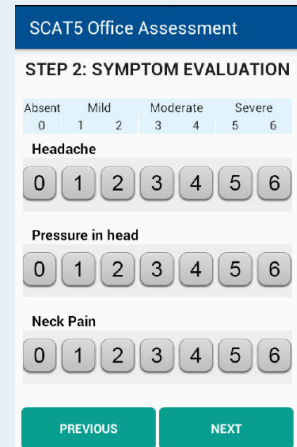 SCAT5 Office Assessment
STEP 2: SYMPTOM EVALUATION
Absent Mild Moderate Severe
0 1 2 3 4 5 6
Headache
0 1 2 3 4 5 6
Pressure in head
0 1 2 3 4 5 6
Neck Pain
0 1 2 3 4 5 6
PREVIOUS NEXT